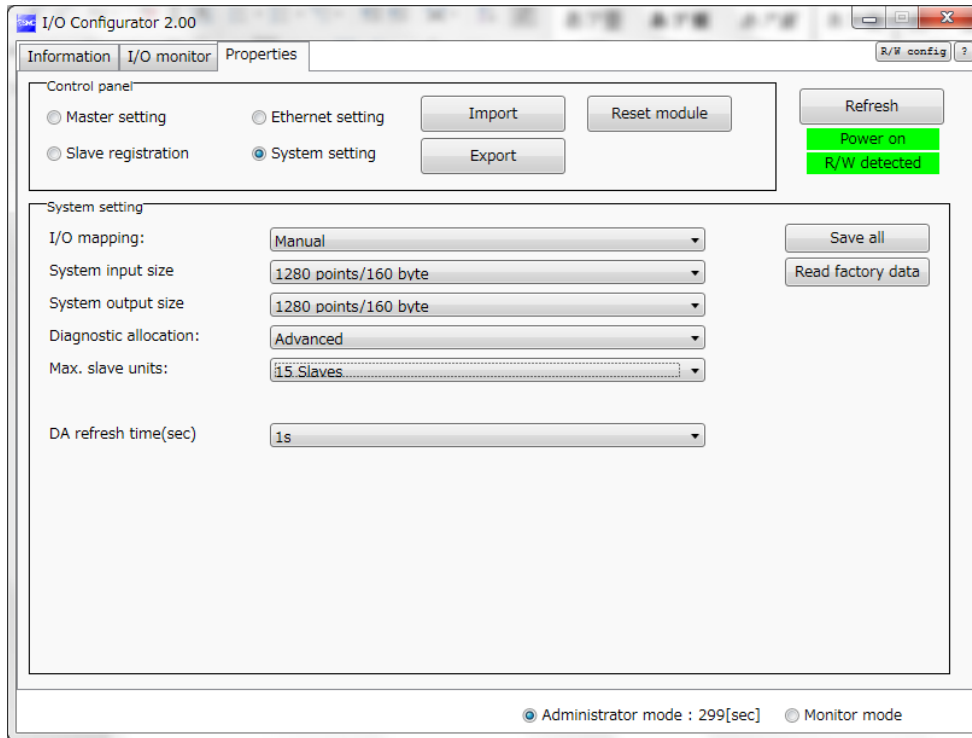 I/O Configurator 2.00
Information I/O monitor Properties R/W config ?
Control panel
Master setting Ethernet setting Import Reset module Refresh
Power on
Slave registration System setting Export R/W detected
System setting
I/O mapping: Manual Save all
System input size 1280 points/160 byte Read factory data
System output size 1280 points/160 byte
Diagnostic allocation: Advanced
Max. slave units: 15 Slaves
DA refresh time(sec) 1s
Administrator mode : 299[sec] Monitor mode